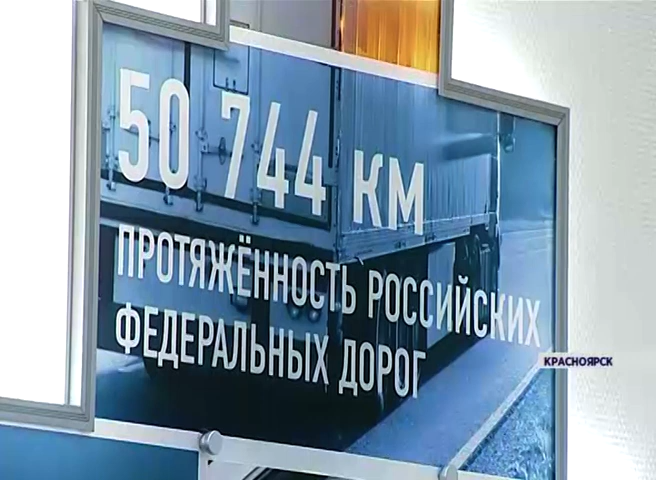 50 744 км
ПРОТЯЖЁННОСТЬ РОССИЙСКИХ
ФЕДЕРАЛЬНЫХ ДОРОГ
КРАСНОЯРСК